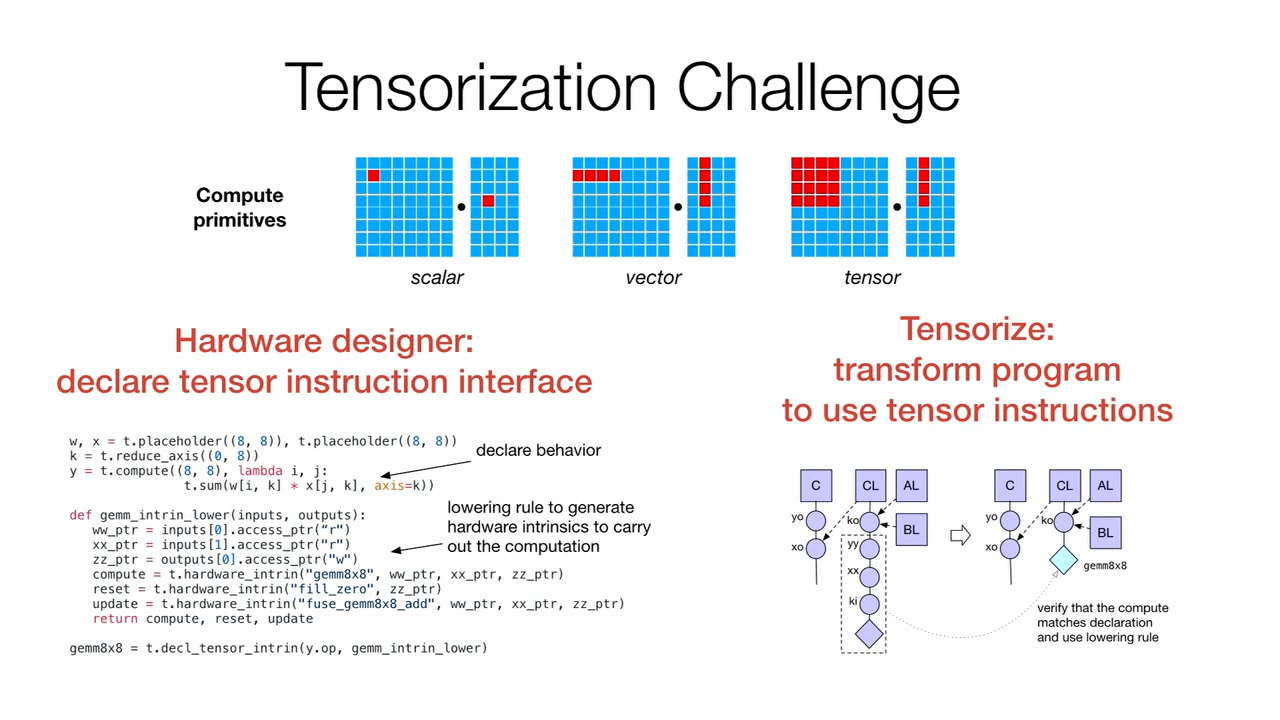 Tensorization Challenge
Compute
primitives
scalar
vector
tensor
Hardware designer:
declare tensor instruction interface
w, x = t.placeholder((8, 8)), t.placeholder((8, 8))
k = t.reduce_axis((0, 8))
y = t.compute((8, 8), lambda i, j:
t.sum(w[i, k] * x[j, k], axis=k))
declare behavior
def gemm_intrin_lower(inputs, outputs):
ww_ptr = inputs[0].access_ptr(“r")
xx_ptr = inputs[1].access_ptr("r")
zz_ptr = outputs[0].access_ptr("w")
compute = t.hardware_intrin("gemm8x8", ww_ptr, xx_ptr, zz_ptr)
reset = t.hardware_intrin("fill_zero", zz_ptr)
update = t.hardware_intrin("fuse_gemm8x8_add", ww_ptr, xx_ptr, zz_ptr)
return compute, reset, update
lowering rule to generate
hardware intrinsics to carry
out the computation
gemm8x8 = t.decl_tensor_intrin(y.op, gemm_intrin_lower)
Tensorize:
transform program
to use tensor instructions
C
CL
AL
yo
ko
BL
xo
yy
xx
ki
C
CL
AL
yo
ko
BL
xo
gemm8x8
verify that the compute
matches declaration
and use lowering rule